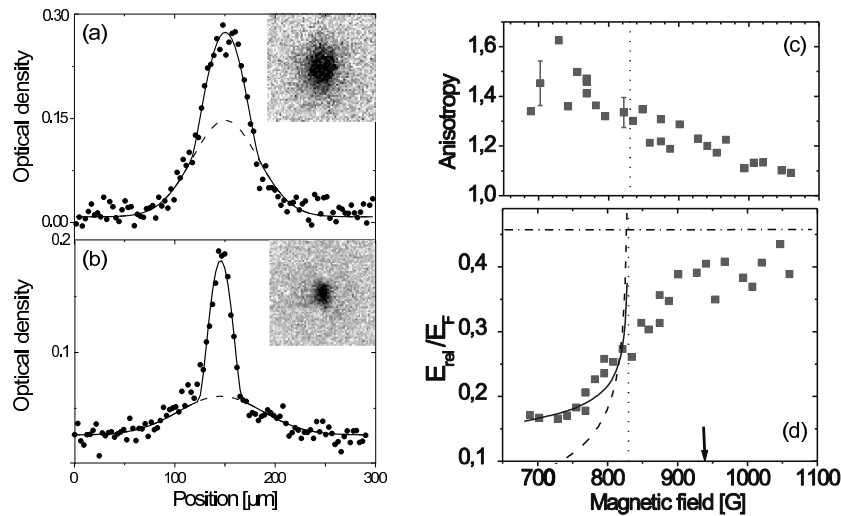 (a)
0.30
0.15
0.00
Optical density
(b)
0.2
0.1
Optical density
0
100
200
300
Position [µm]
(c)
1,6
1,4
1,2
1,0
Anisotropy
(d)
0,4
0,3
0,2
0,1
E_rel/E_F
700
800
900
1000
1100
Magnetic field [G]